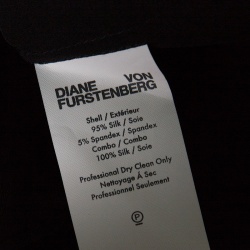 DIANE VON
FURSTENBERG
Shell / Extérieur
95% Silk / Soie
5% Spandex / Spandex
Combo / Combo
100% Silk / Soie
Professional Dry Clean Only
Nettoyage À Sec
Professionnel Seulement
P